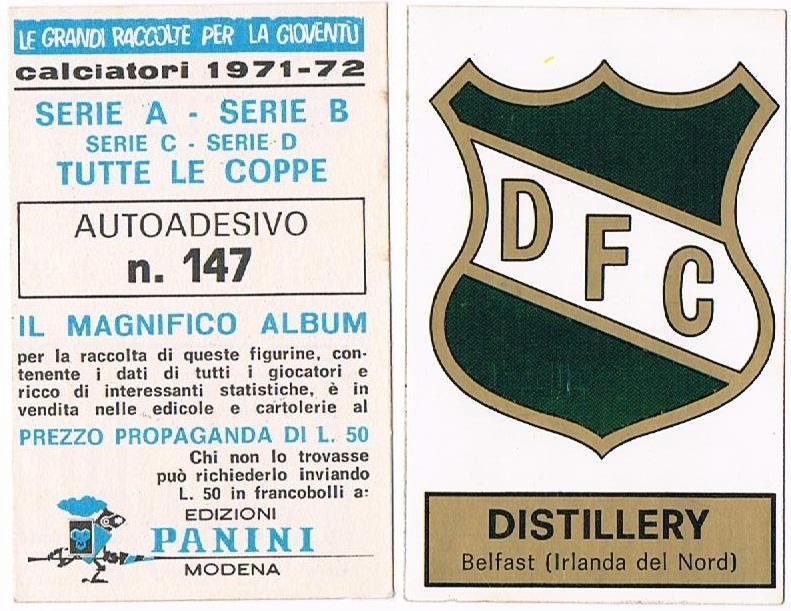 LE GRANDI RACCOLTE PER LA GIOVENTÙ
calciatori 1971-72
SERIE A - SERIE B
SERIE C - SERIE D
TUTTE LE COPPE
AUTOADESIVO
n. 147
IL MAGNIFICO ALBUM
per la raccolta di queste figurine, con-
tenente i dati di tutti i giocatori e
ricco di interessanti statistiche, è in
vendita nelle edicole e cartolerie al
PREZZO PROPAGANDA DI L. 50
Chi non lo trovasse
può richiederlo inviando
L. 50 in francobolli a:
EDIZIONI
PANINI
MODENA
DFC
DISTILLERY
Belfast (Irlanda del Nord)